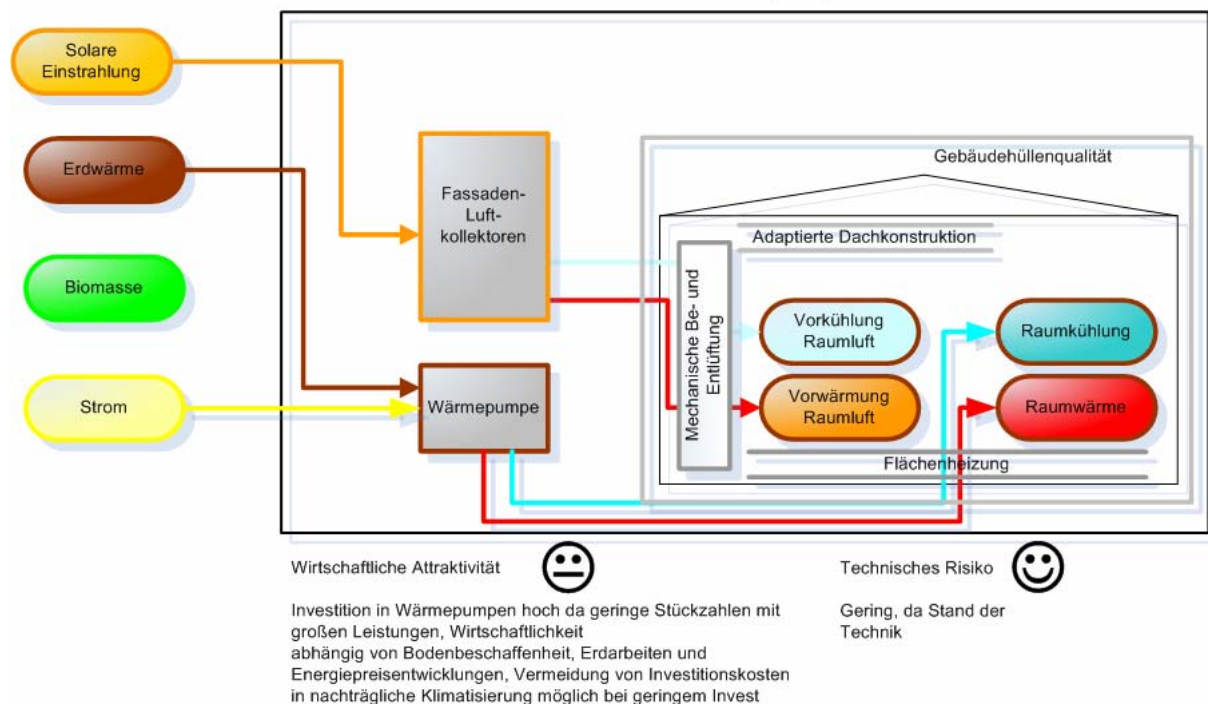 Solare
Einstrahlung
Erdwärme
Biomasse
Strom
Fassaden-
Luft-
kollektoren
Wärmepumpe
Gebäudehüllenqualität
Adaptierte Dachkonstruktion
Mechanische Be- und
Entlüftung
Vorkühlung
Raumluft
Raumkühlung
Vorwärmung
Raumluft
Raumwärme
Flächenheizung
Wirtschaftliche Attraktivität
Investition in Wärmepumpen hoch da geringe Stückzahlen mit
großen Leistungen, Wirtschaftlichkeit
abhängig von Bodenbeschaffenheit, Erdarbeiten und
Energiepreisentwicklungen, Vermeidung von Investitionskosten
in nachträgliche Klimatisierung möglich bei geringem Invest
Technisches Risiko
Gering, da Stand der
Technik